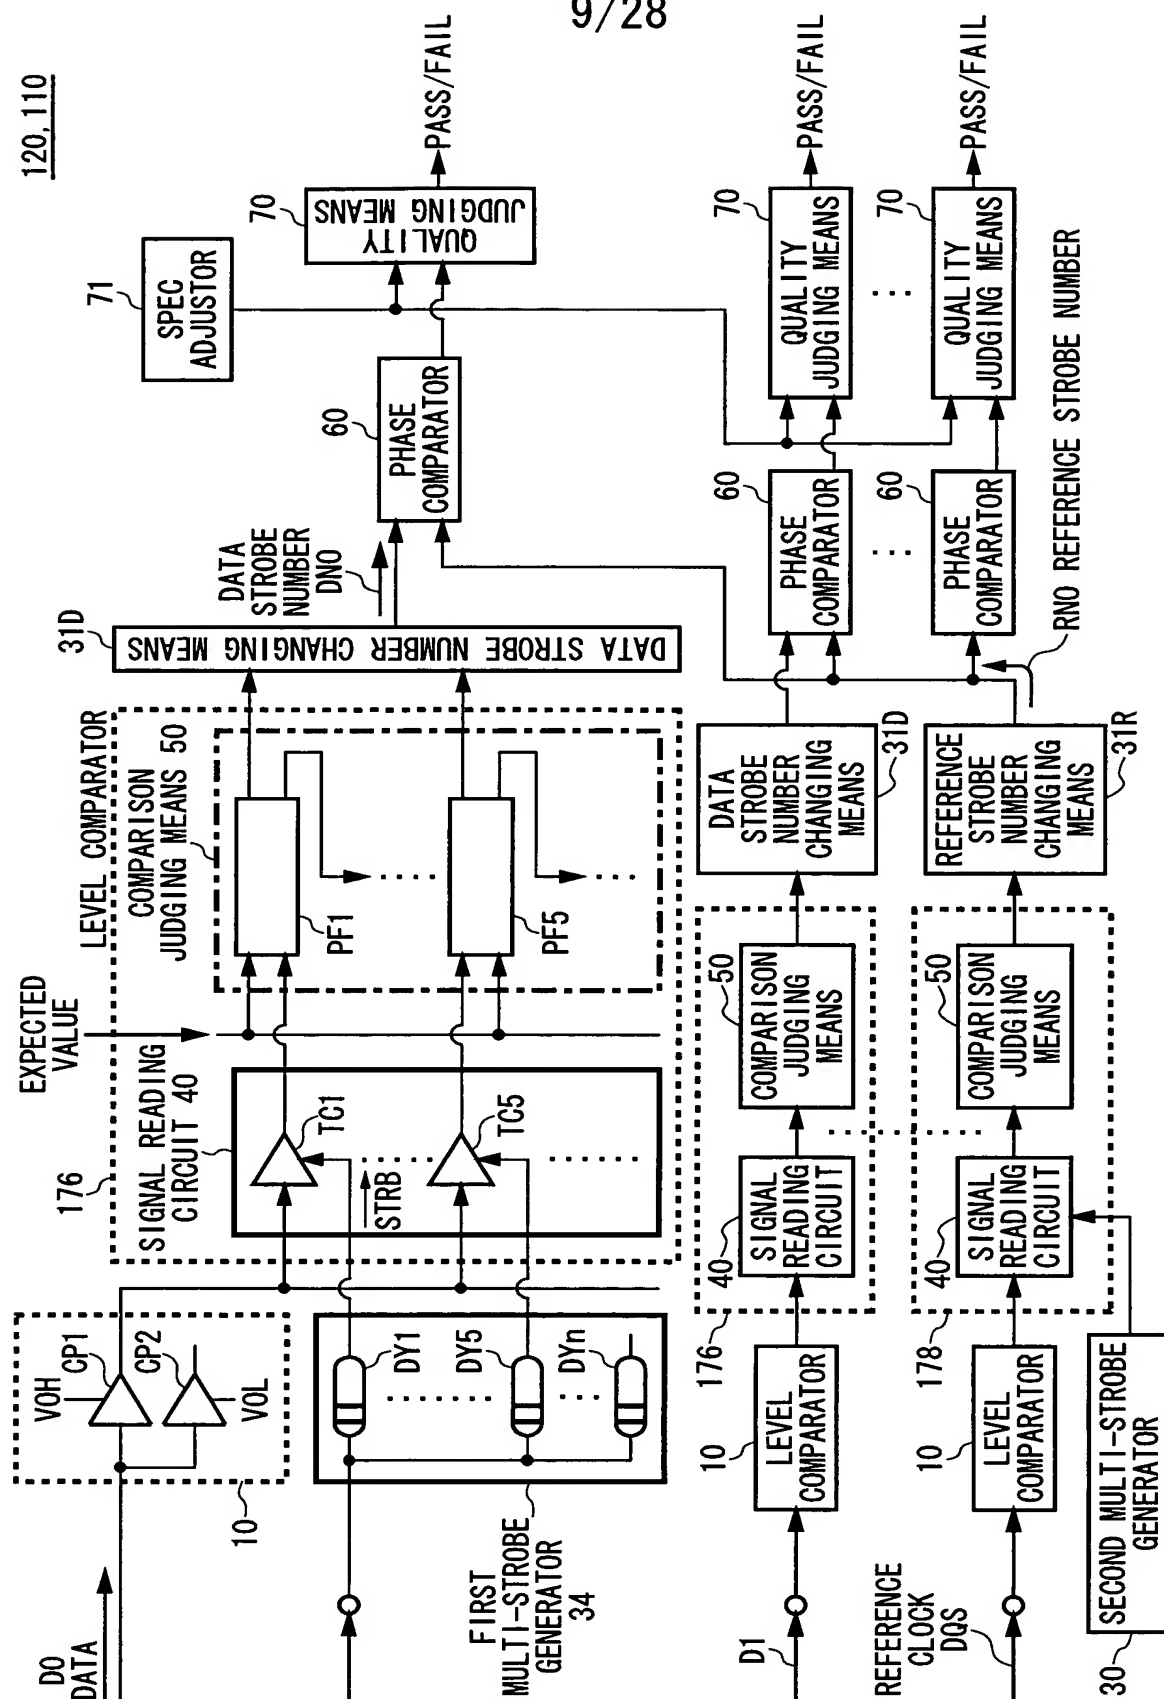 9/28
120, 110
D0
DATA
10
VOH
CP1
CP2
VOL
FIRST
MULTI-STROBE
GENERATOR
34
DY1
DY5
DYn
176
SIGNAL READING
CIRCUIT 40
TC1
STRB
TC5
EXPECTED
VALUE
LEVEL COMPARATOR
COMPARISON
JUDGING MEANS 50
PF1
PF5
31D
DATA STROBE NUMBER CHANGING MEANS
DATA
STROBE
NUMBER
DNO
60
PHASE
COMPARATOR
71
SPEC
ADJUSTOR
70
QUALITY
JUDGING MEANS
PASS/FAIL
D1
10
LEVEL
COMPARATOR
176
40
SIGNAL
READING
CIRCUIT
50
COMPARISON
JUDGING
MEANS
DATA
STROBE
NUMBER
CHANGING
MEANS
31D
60
PHASE
COMPARATOR
70
QUALITY
JUDGING MEANS
PASS/FAIL
REFERENCE
CLOCK
DQS
10
LEVEL
COMPARATOR
178
40
SIGNAL
READING
CIRCUIT
50
COMPARISON
JUDGING
MEANS
REFERENCE
STROBE
NUMBER
CHANGING
MEANS
31R
60
PHASE
COMPARATOR
70
QUALITY
JUDGING MEANS
PASS/FAIL
RNO REFERENCE STROBE NUMBER
30
SECOND MULTI-STROBE
GENERATOR